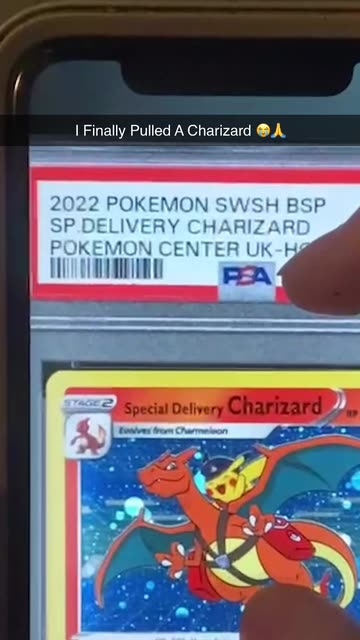 I Finally Pulled A Charizard 😭🙏
2022 POKEMON SWSH BSP
SP.DELIVERY CHARIZARD
POKEMON CENTER UK-HO
PSA
STAGE2
Special Delivery Charizard
Evolves from Charmeleon